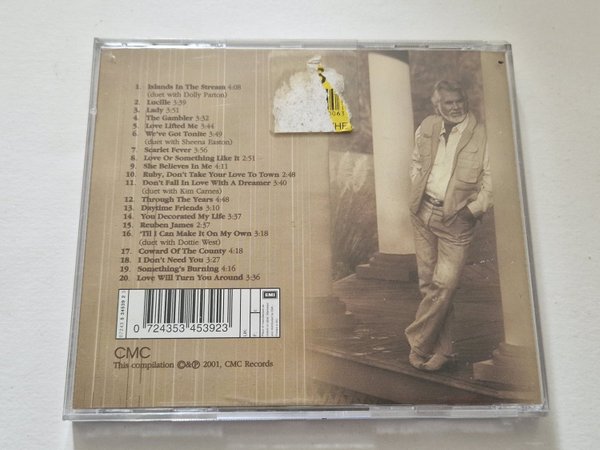 1. Islands In The Stream 4:08
(duet with Dolly Parton)
2. Lucille 3:39
3. Lady 3:51
4. The Gambler 3:32
5. Love Lifted Me 3:44
6. We've Got Tonite 3:49
(duet with Sheena Easton)
7. Scarlet Fever 3:56
8. Love Or Something Like It 2:51
9. She Believes In Me 4:11
10. Ruby, Don't Take Your Love To Town 2:48
11. Don't Fall In Love With A Dreamer 3:40
(duet with Kim Carnes)
12. Through The Years 4:48
13. Daytime Friends 3:10
14. You Decorated My Life 3:37
15. Reuben James 2:37
16. 'Til I Can Make It On My Own 3:18
(duet with Dottie West)
17. Coward Of The County 4:18
18. I Don't Need You 3:27
19. Something's Burning 4:16
20. Love Will Turn You Around 3:36
EMI
0 724353 453923
CMC
This compilation ©&℗ 2001, CMC Records